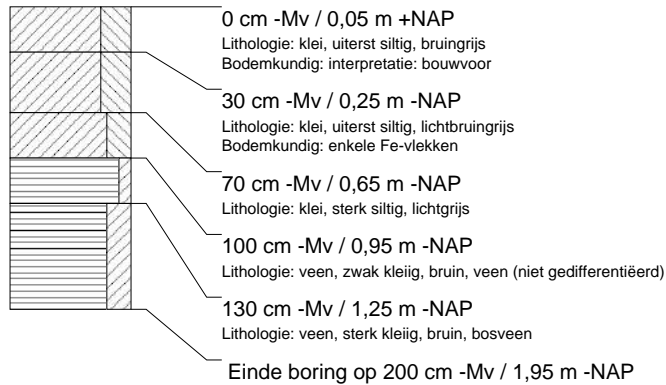 0 cm -Mv / 0,05 m +NAP
Lithologie: klei, uiterst siltig, bruingrijs
Bodemkundig: interpretatie: bouwvoor
30 cm -Mv / 0,25 m -NAP
Lithologie: klei, uiterst siltig, lichtbruingrijs
Bodemkundig: enkele Fe-vlekken
70 cm -Mv / 0,65 m -NAP
Lithologie: klei, sterk siltig, lichtgrijs
100 cm -Mv / 0,95 m -NAP
Lithologie: veen, zwak kleiig, bruin, veen (niet gedifferentiëerd)
130 cm -Mv / 1,25 m -NAP
Lithologie: veen, sterk kleiig, bruin, bosveen
Einde boring op 200 cm -Mv / 1,95 m -NAP